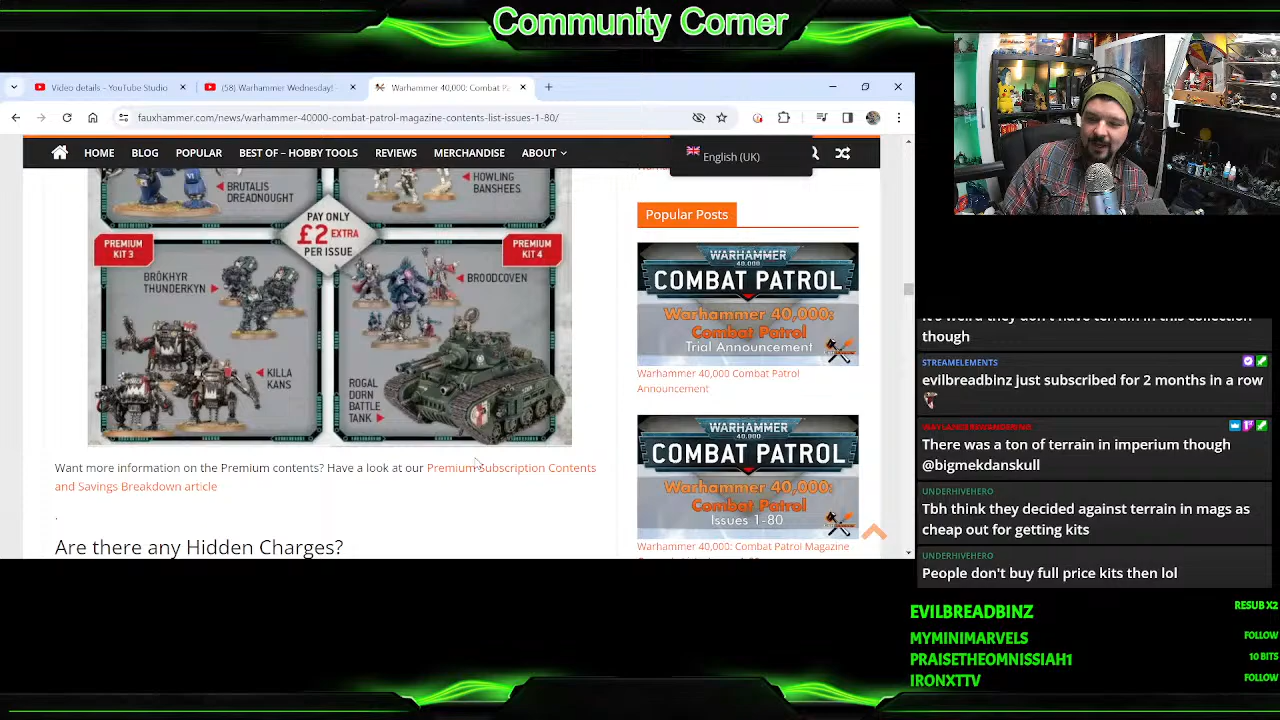 Community Corner
Video details - YouTube Studio
(58) Warhammer Wednesday! -
Warhammer 40,000: Combat Pa
fauxhammer.com/news/warhammer-40000-combat-patrol-magazine-contents-list-issues-1-80/
HOME
BLOG
POPULAR
BEST OF – HOBBY TOOLS
REVIEWS
MERCHANDISE
ABOUT
English (UK)
BRUTALIS
DREADNOUGHT
HOWLING
BANSHEES
PAY ONLY
£2 EXTRA
PER ISSUE
PREMIUM
KIT 3
PREMIUM
KIT 4
BRÔKHYR
THUNDERKYN
BROODCOVEN
KILLA
KANS
ROGAL
DORN
BATTLE
TANK
Want more information on the Premium contents? Have a look at our Premium Subscription Contents
and Savings Breakdown article
.
Are there any Hidden Charges?
Popular Posts
WARHAMMER
40,000
COMBAT PATROL
Warhammer 40,000:
Combat Patrol
Trial Announcement
Warhammer 40,000 Combat Patrol
Announcement
WARHAMMER
40,000
COMBAT PATROL
Warhammer 40,000:
Combat Patrol
Issues 1-80
Warhammer 40,000: Combat Patrol Magazine
it's weird they don't have terrain in this collection
though
STREAMELEMENTS
evilbreadbinz just subscribed for 2 months in a row
There was a ton of terrain in imperium though
@bigmekdanskull
UNDERHIVEHERO
Tbh think they decided against terrain in mags as
cheap out for getting kits
UNDERHIVEHERO
People don't buy full price kits then lol
EVILBREADBINZ RESUB X2
MYMINIMARVELS FOLLOW
PRAISETHEOMNISSIAH1 10 BITS
IRONXTTV FOLLOW